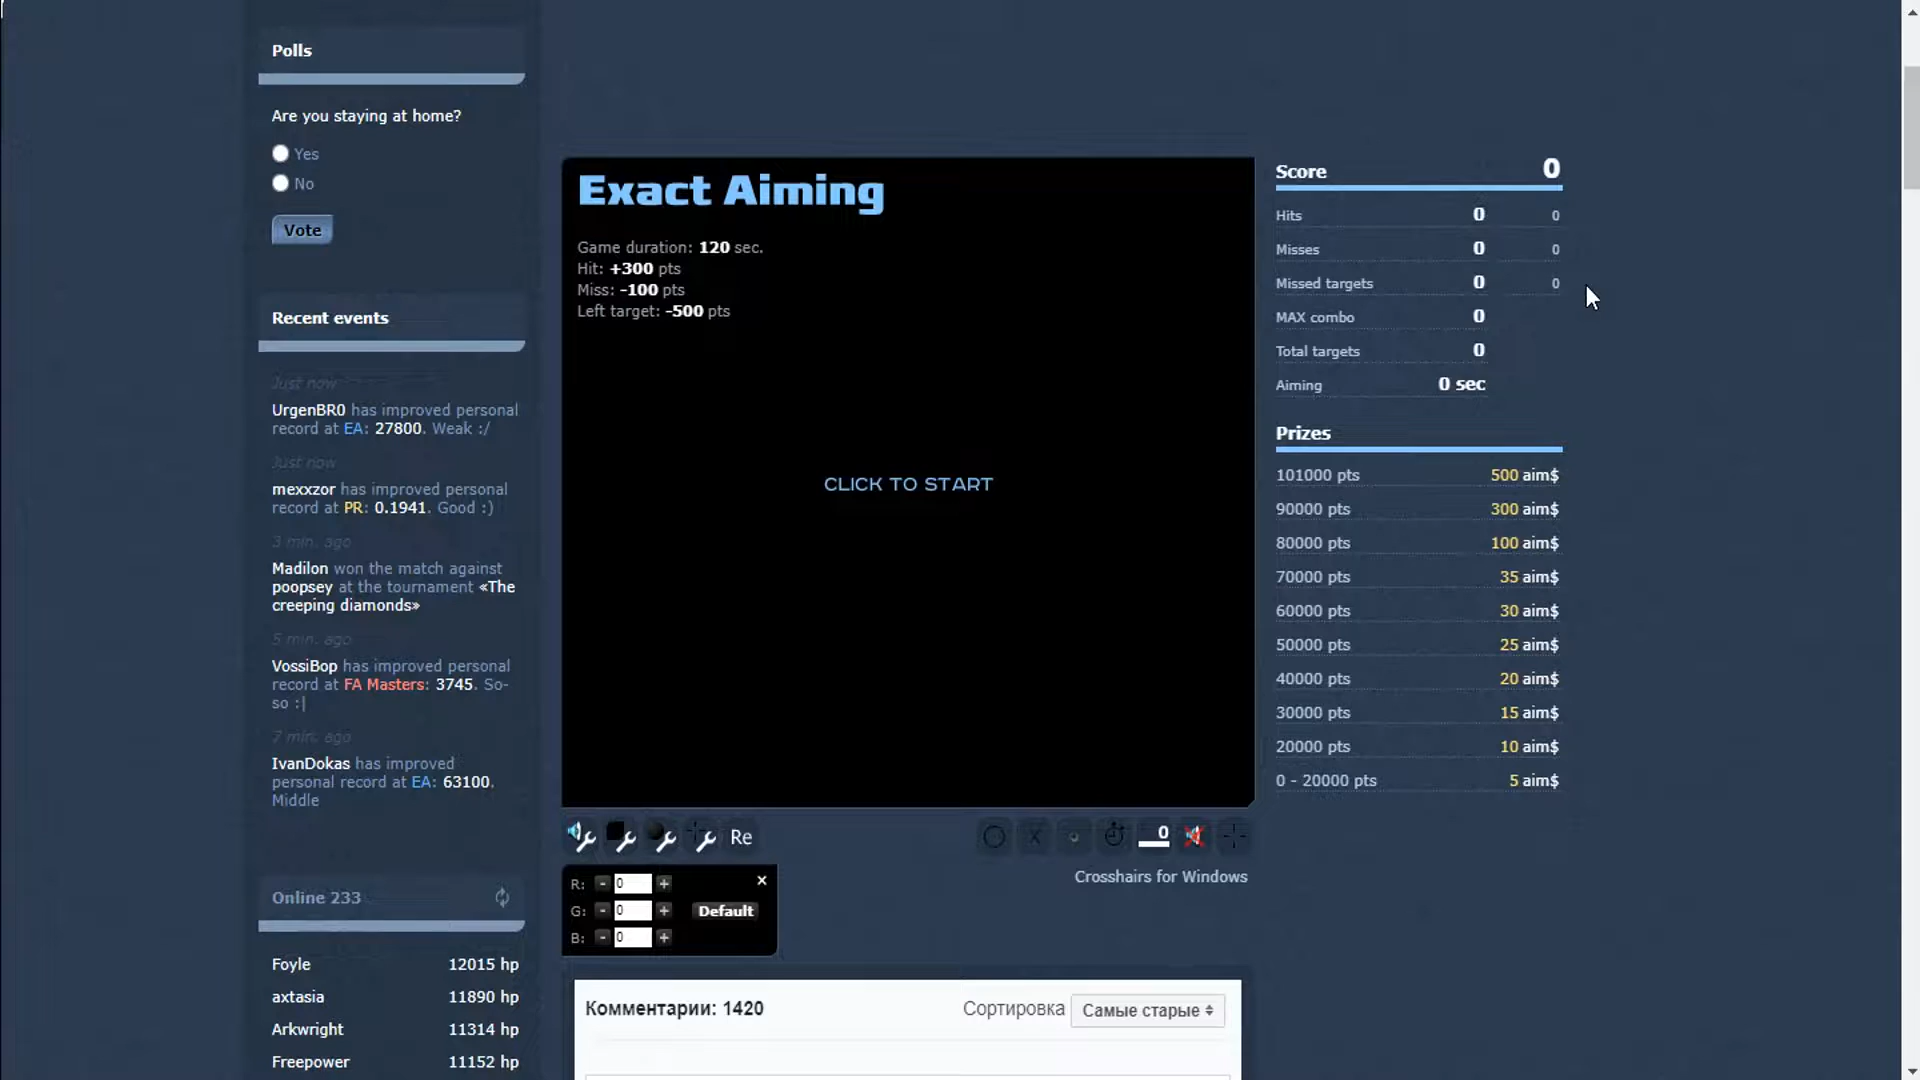 Polls
Are you staying at home?
Yes
No
Vote
Recent events
Just now
UrgenBR0 has improved personal
record at EA: 27800. Weak :/
Just now
mexxzor has improved personal
record at PR: 0.1941. Good :)
3 min. ago
Madilon won the match against
poopsey at the tournament «The
creeping diamonds»
5 min. ago
VossiBop has improved personal
record at FA Masters: 3745. So-
so :|
7 min. ago
IvanDokas has improved
personal record at EA: 63100.
Middle
Online 233
Foyle 12015 hp
axtasia 11890 hp
Arkwright 11314 hp
Freepower 11152 hp
Exact Aiming
Game duration: 120 sec.
Hit: +300 pts
Miss: -100 pts
Left target: -500 pts
CLICK TO START
Re
0
Crosshairs for Windows
R: - 0 +
G: - 0 + Default
B: - 0 +
Комментарии: 1420 Сортировка Самые старые
Score 0
Hits 0 0
Misses 0 0
Missed targets 0 0
MAX combo 0
Total targets 0
Aiming 0 sec
Prizes
101000 pts 500 aim$
90000 pts 300 aim$
80000 pts 100 aim$
70000 pts 35 aim$
60000 pts 30 aim$
50000 pts 25 aim$
40000 pts 20 aim$
30000 pts 15 aim$
20000 pts 10 aim$
0 - 20000 pts 5 aim$